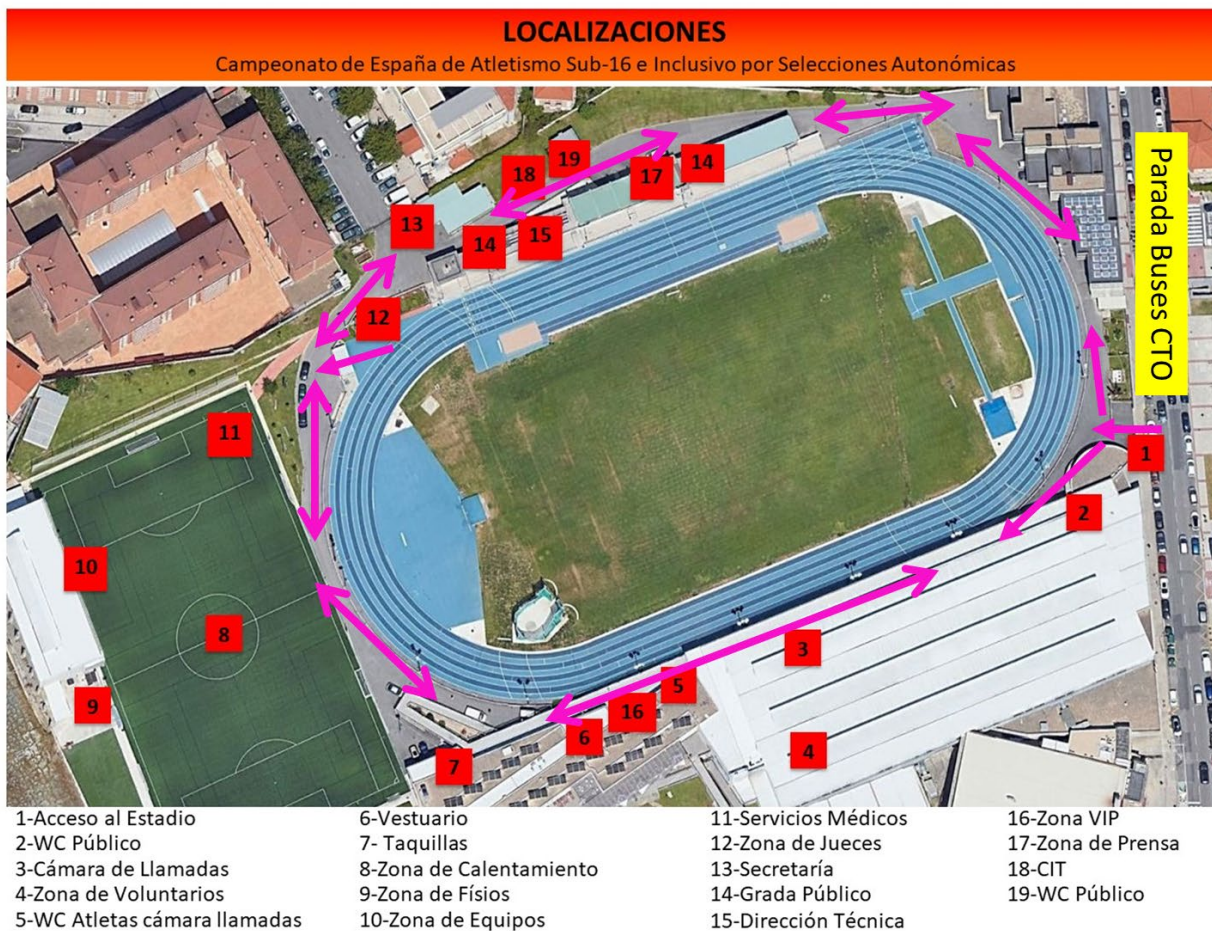 LOCALIZACIONES
Campeonato de España de Atletismo Sub-16 e Inclusivo por Selecciones Autonómicas
19
18
17
14
13
14
15
12
Parada Buses CTO
11
1
2
10
8
3
5
9
16
6
4
7
1-Acceso al Estadio
2-WC Público
3-Cámara de Llamadas
4-Zona de Voluntarios
5-WC Atletas cámara llamadas
6-Vestuario
7- Taquillas
8-Zona de Calentamiento
9-Zona de Físios
10-Zona de Equipos
11-Servicios Médicos
12-Zona de Jueces
13-Secretaría
14-Grada Público
15-Dirección Técnica
16-Zona VIP
17-Zona de Prensa
18-CIT
19-WC Público